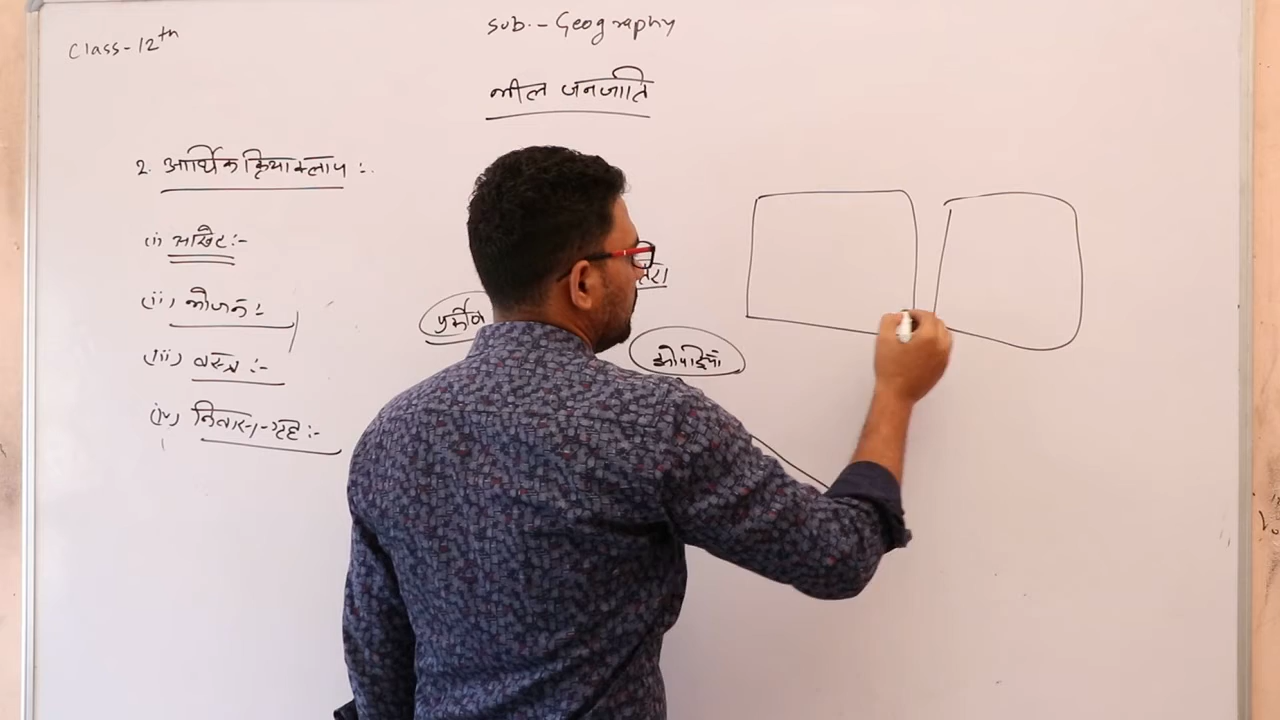 Class-12th
Sub.- Geography
भील जनजाति
2. आर्थिक क्रियाकलाप :-
(i) आखेट:-
(ii) भोजन:-
(iii) वस्त्र :-
(iv) निवास-गृह:-
झोपड़ियाँ